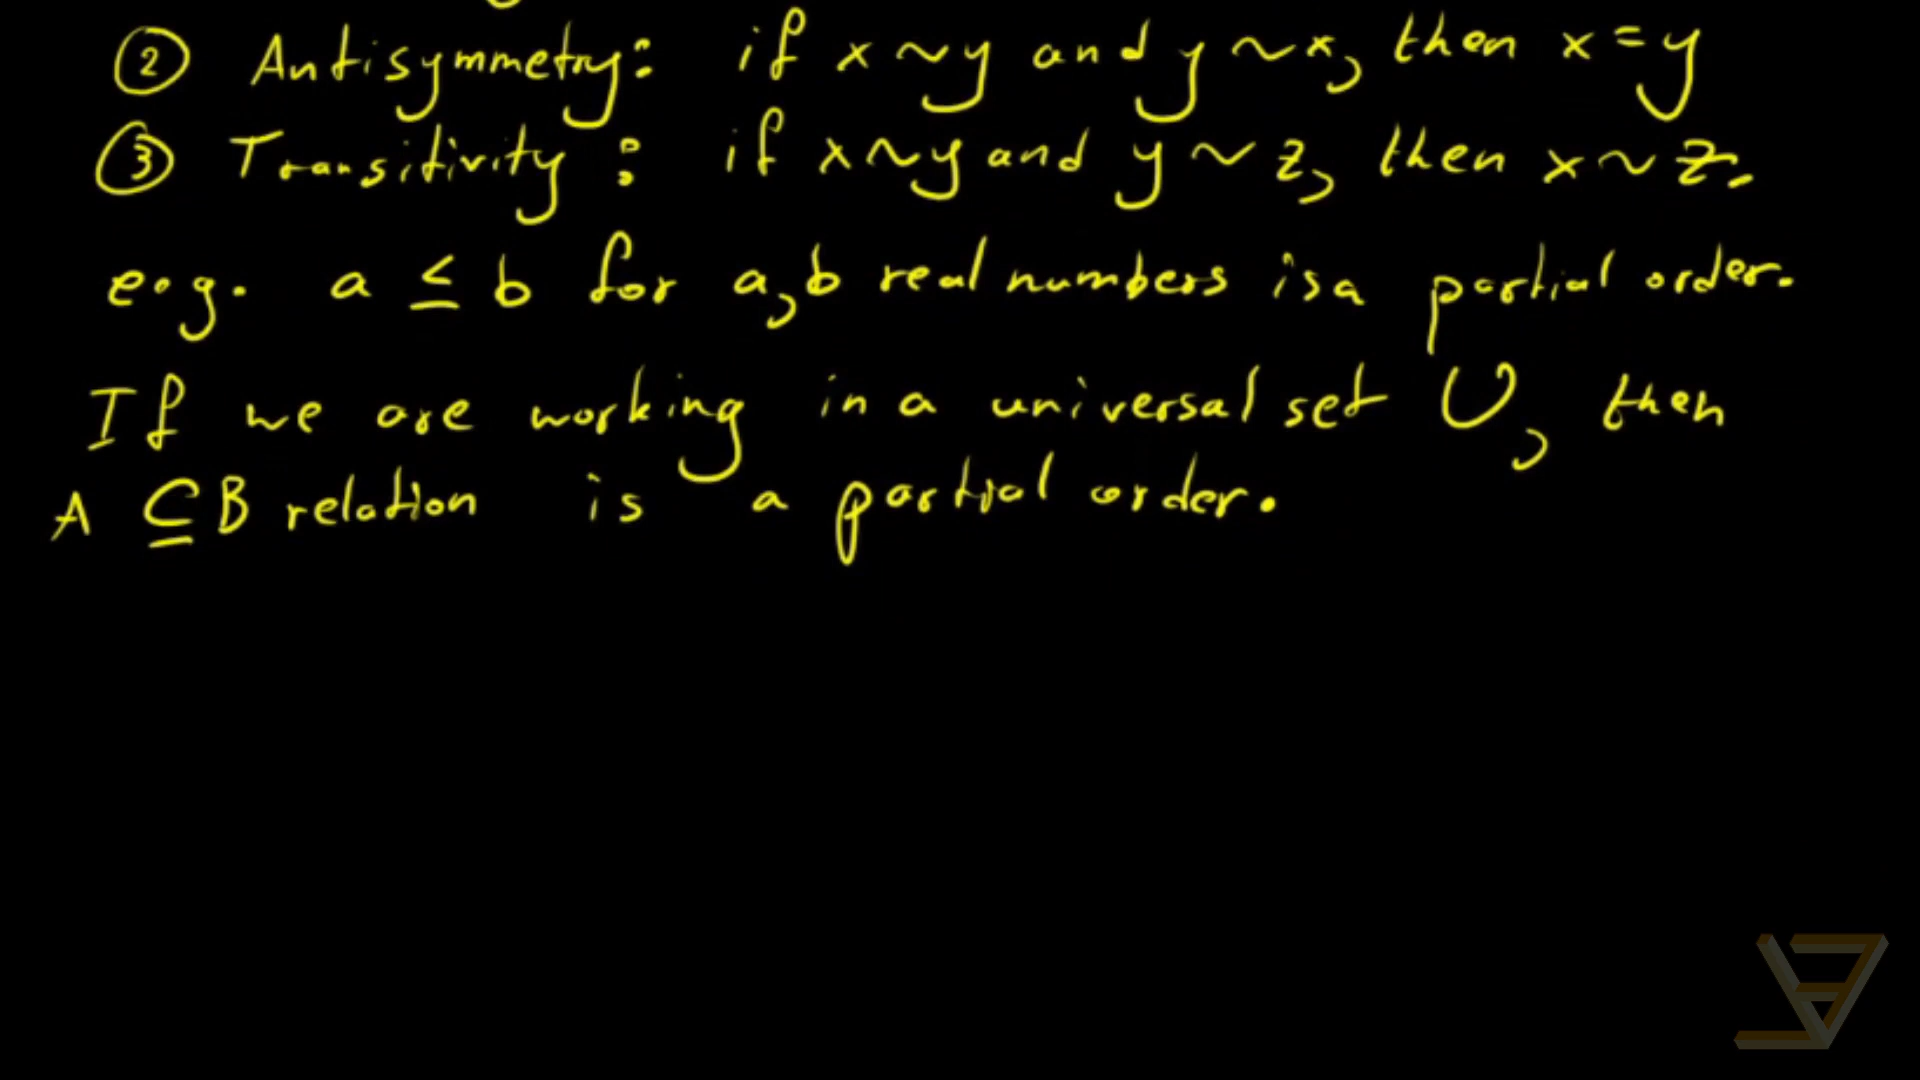 ② Antisymmetry: if x ~ y and y ~ x, then x = y
③ Transitivity: if x ~ y and y ~ z, then x ~ z.
e.g. a ≤ b for a, b real numbers is a partial order.
If we are working in a universal set U, then
A ⊆ B relation is a partial order.